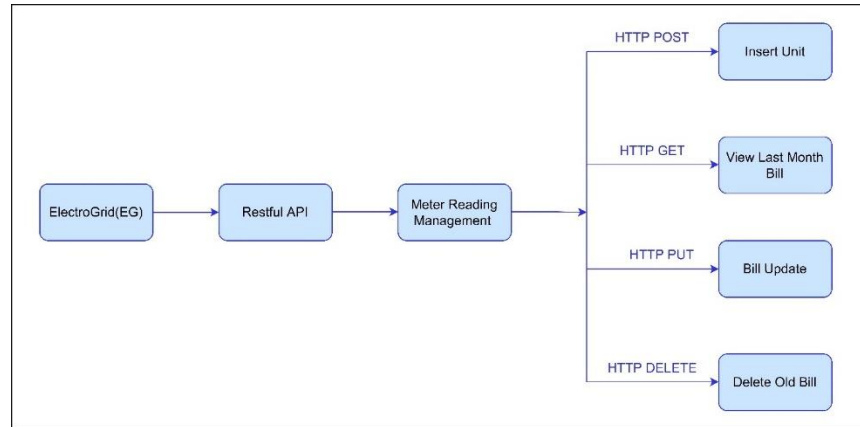 HTTP POST
Insert Unit
HTTP GET
View Last Month
Bill
ElectroGrid(EG)
Restful API
Meter Reading
Management
HTTP PUT
Bill Update
HTTP DELETE
Delete Old Bill